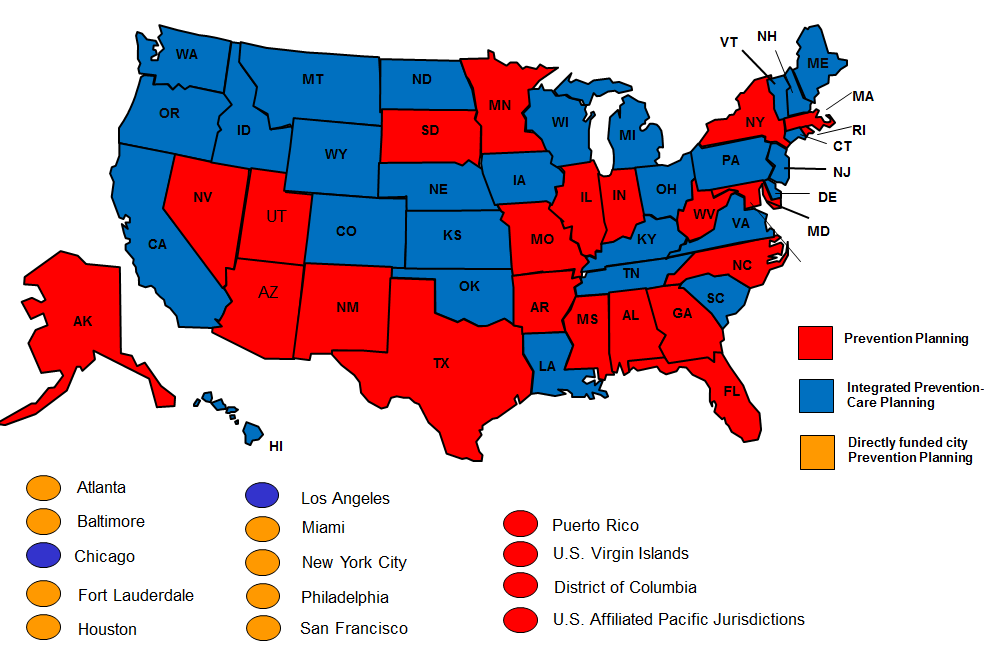 NH
VT
WA
ME
MT
ND
MA
MN
OR
NY
WI
ID
SD
RI
MI
CT
WY
PA
NJ
IA
NE
OH
NV
IL
IN
DE
UT
WV
VA
CO
MD
KS
CA
MO
KY
NC
TN
OK
AZ
SC
NM
AR
GA
AL
MS
AK
Prevention Planning
TX
LA
Integrated Prevention-
Care Planning
FL
HI
Directly funded city
Prevention Planning
Atlanta
Baltimore
Chicago
Fort Lauderdale
Houston
Los Angeles
Miami
New York City
Philadelphia
San Francisco
Puerto Rico
U.S. Virgin Islands
District of Columbia
U.S. Affiliated Pacific Jurisdictions